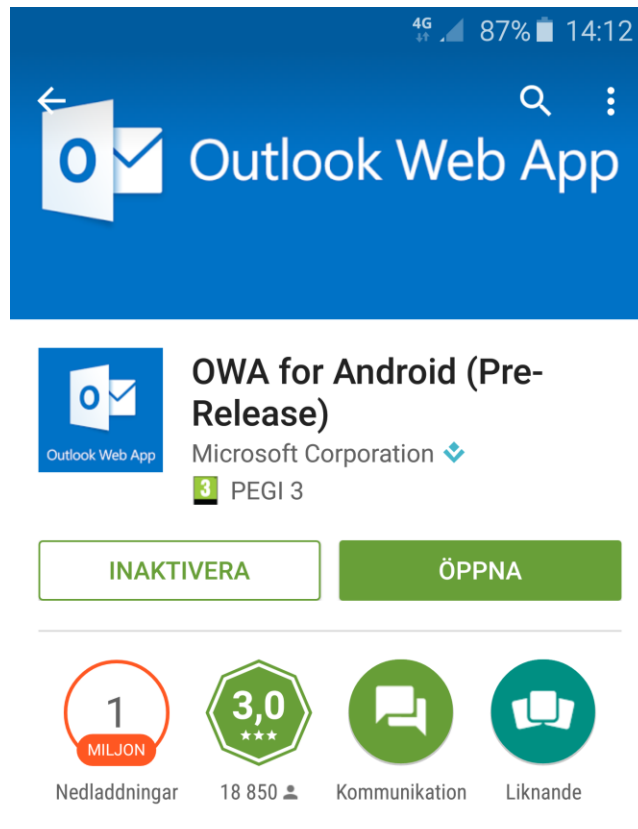 4G 87% 14:12
O Outlook Web App
O
Outlook Web App
OWA for Android (Pre-
Release)
Microsoft Corporation
3 PEGI 3
INAKTIVERA ÖPPNA
1 3,0
MILJON
Nedladdningar 18 850 Kommunikation Liknande